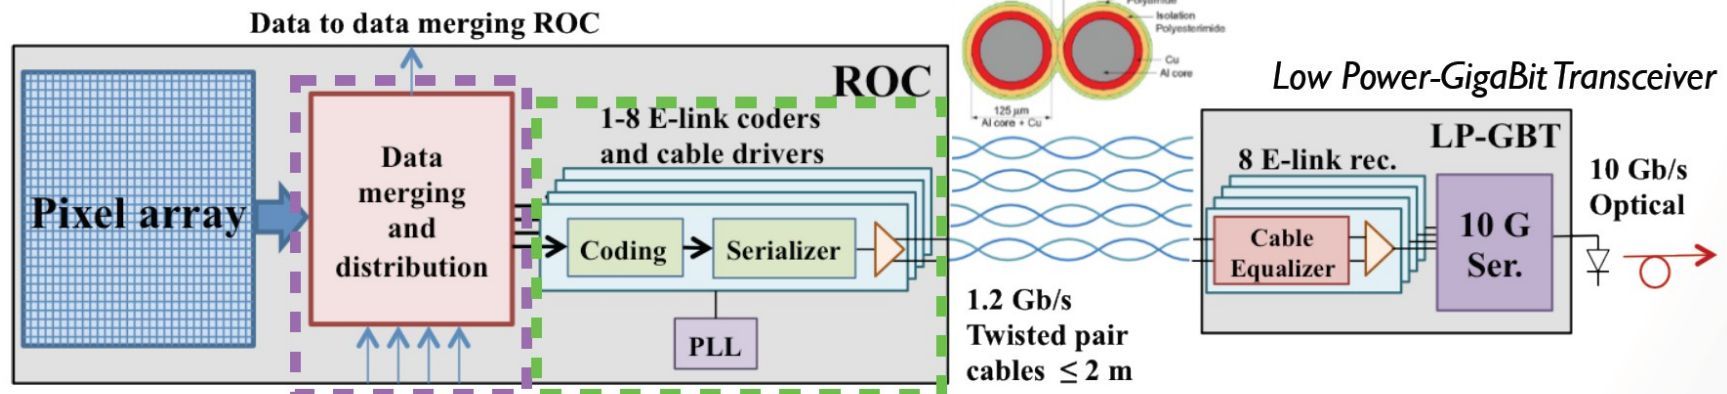 Data to data merging ROC
Pixel array
Data
merging
and
distribution
ROC
1-8 E-link coders
and cable drivers
Coding
Serializer
PLL
Polyamide
Isolation
Polyesterimide
Cu
Al core
125 μm
Al core + Cu
1.2 Gb/s
Twisted pair
cables ≤ 2 m
Low Power-GigaBit Transceiver
LP-GBT
8 E-link rec.
Cable
Equalizer
10 G
Ser.
10 Gb/s
Optical